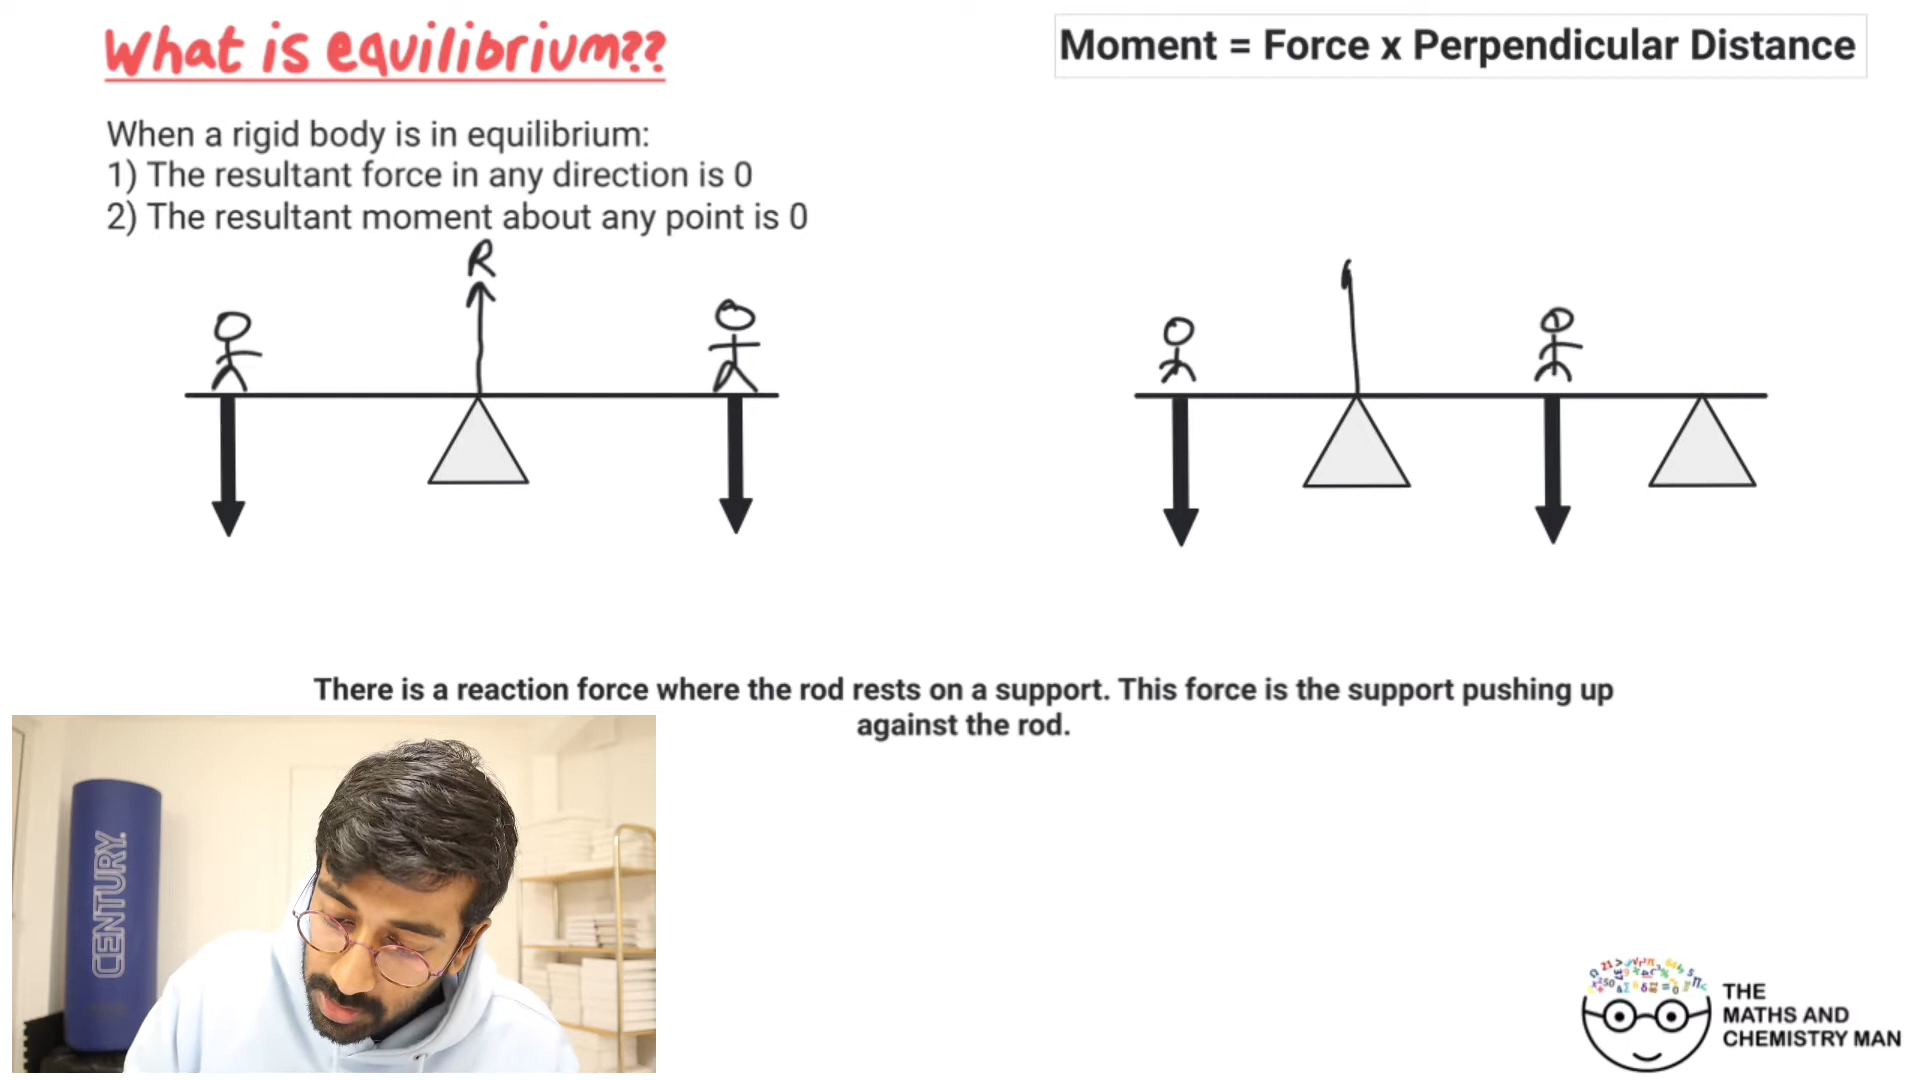 What is equilibrium??
Moment = Force x Perpendicular Distance
When a rigid body is in equilibrium:
1) The resultant force in any direction is 0
2) The resultant moment about any point is 0
R
There is a reaction force where the rod rests on a support. This force is the support pushing up
against the rod.
CENTURY.
THE
MATHS AND
CHEMISTRY MAN